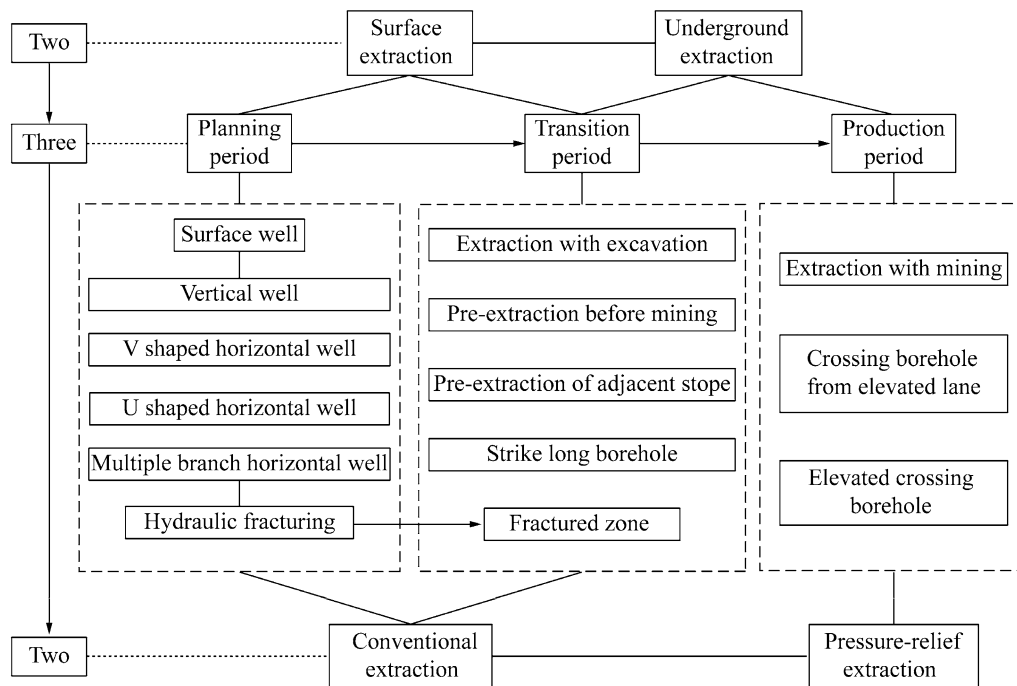 Two
Surface
extraction
Underground
extraction
Three
Planning
period
Transition
period
Production
period
Surface well
Vertical well
V shaped horizontal well
U shaped horizontal well
Multiple branch horizontal well
Hydraulic fracturing
Extraction with excavation
Pre-extraction before mining
Pre-extraction of adjacent stope
Strike long borehole
Fractured zone
Extraction with mining
Crossing borehole
from elevated lane
Elevated crossing
borehole
Two
Conventional
extraction
Pressure-relief
extraction